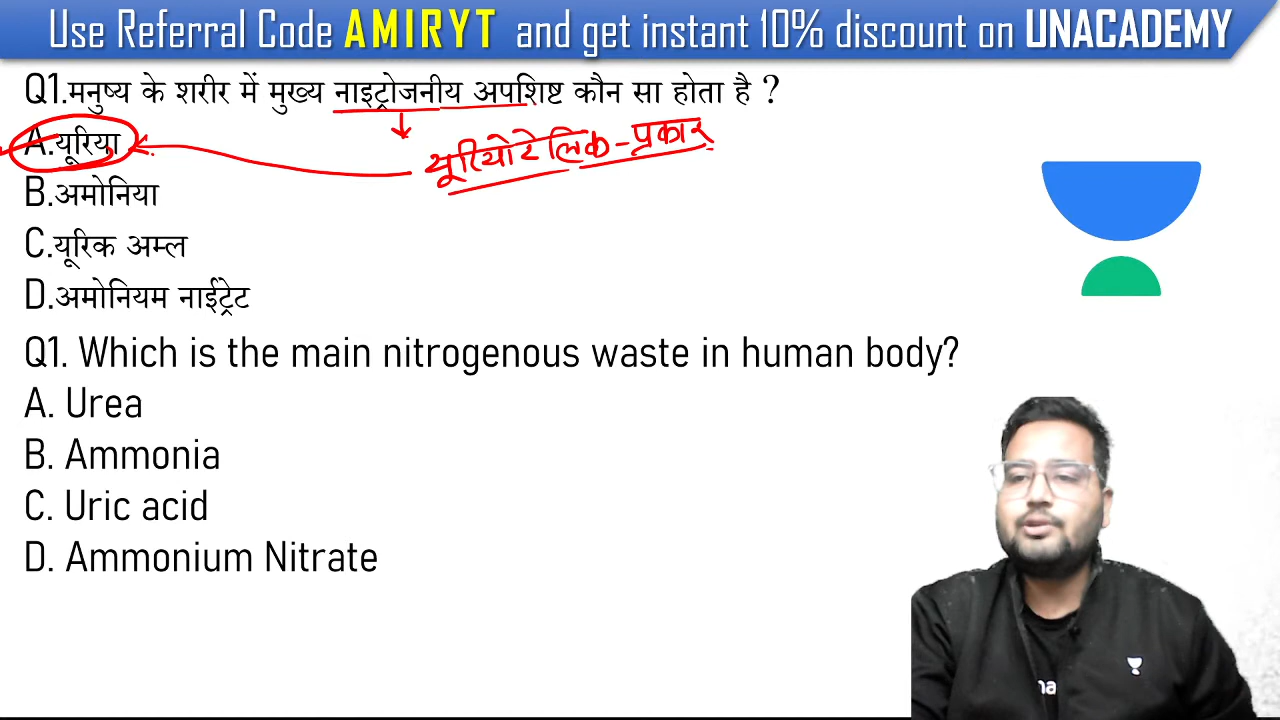 Use Referral Code AMIRYT and get instant 10% discount on UNACADEMY
Q1.मनुष्य के शरीर में मुख्य नाइट्रोजनीय अपशिष्ट कौन सा होता है ?
A.यूरिया
यूरियोटेलिक-प्रकार
B.अमोनिया
C.यूरिक अम्ल
D.अमोनियम नाईट्रेट
Q1. Which is the main nitrogenous waste in human body?
A. Urea
B. Ammonia
C. Uric acid
D. Ammonium Nitrate